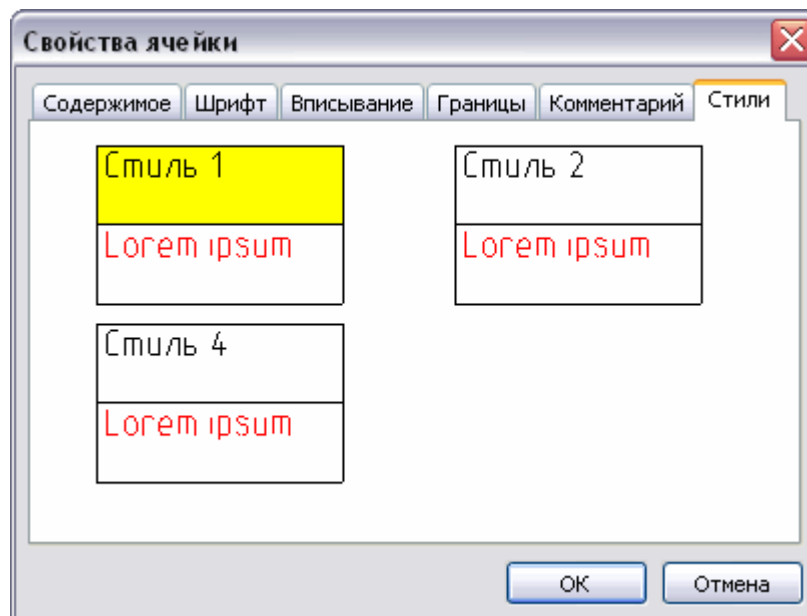 Свойства ячейки
Содержимое Шрифт Вписывание Границы Комментарий Стили
Стиль 1 Стиль 2
Lorem ipsum Lorem ipsum
Стиль 4
Lorem ipsum
ОК Отмена